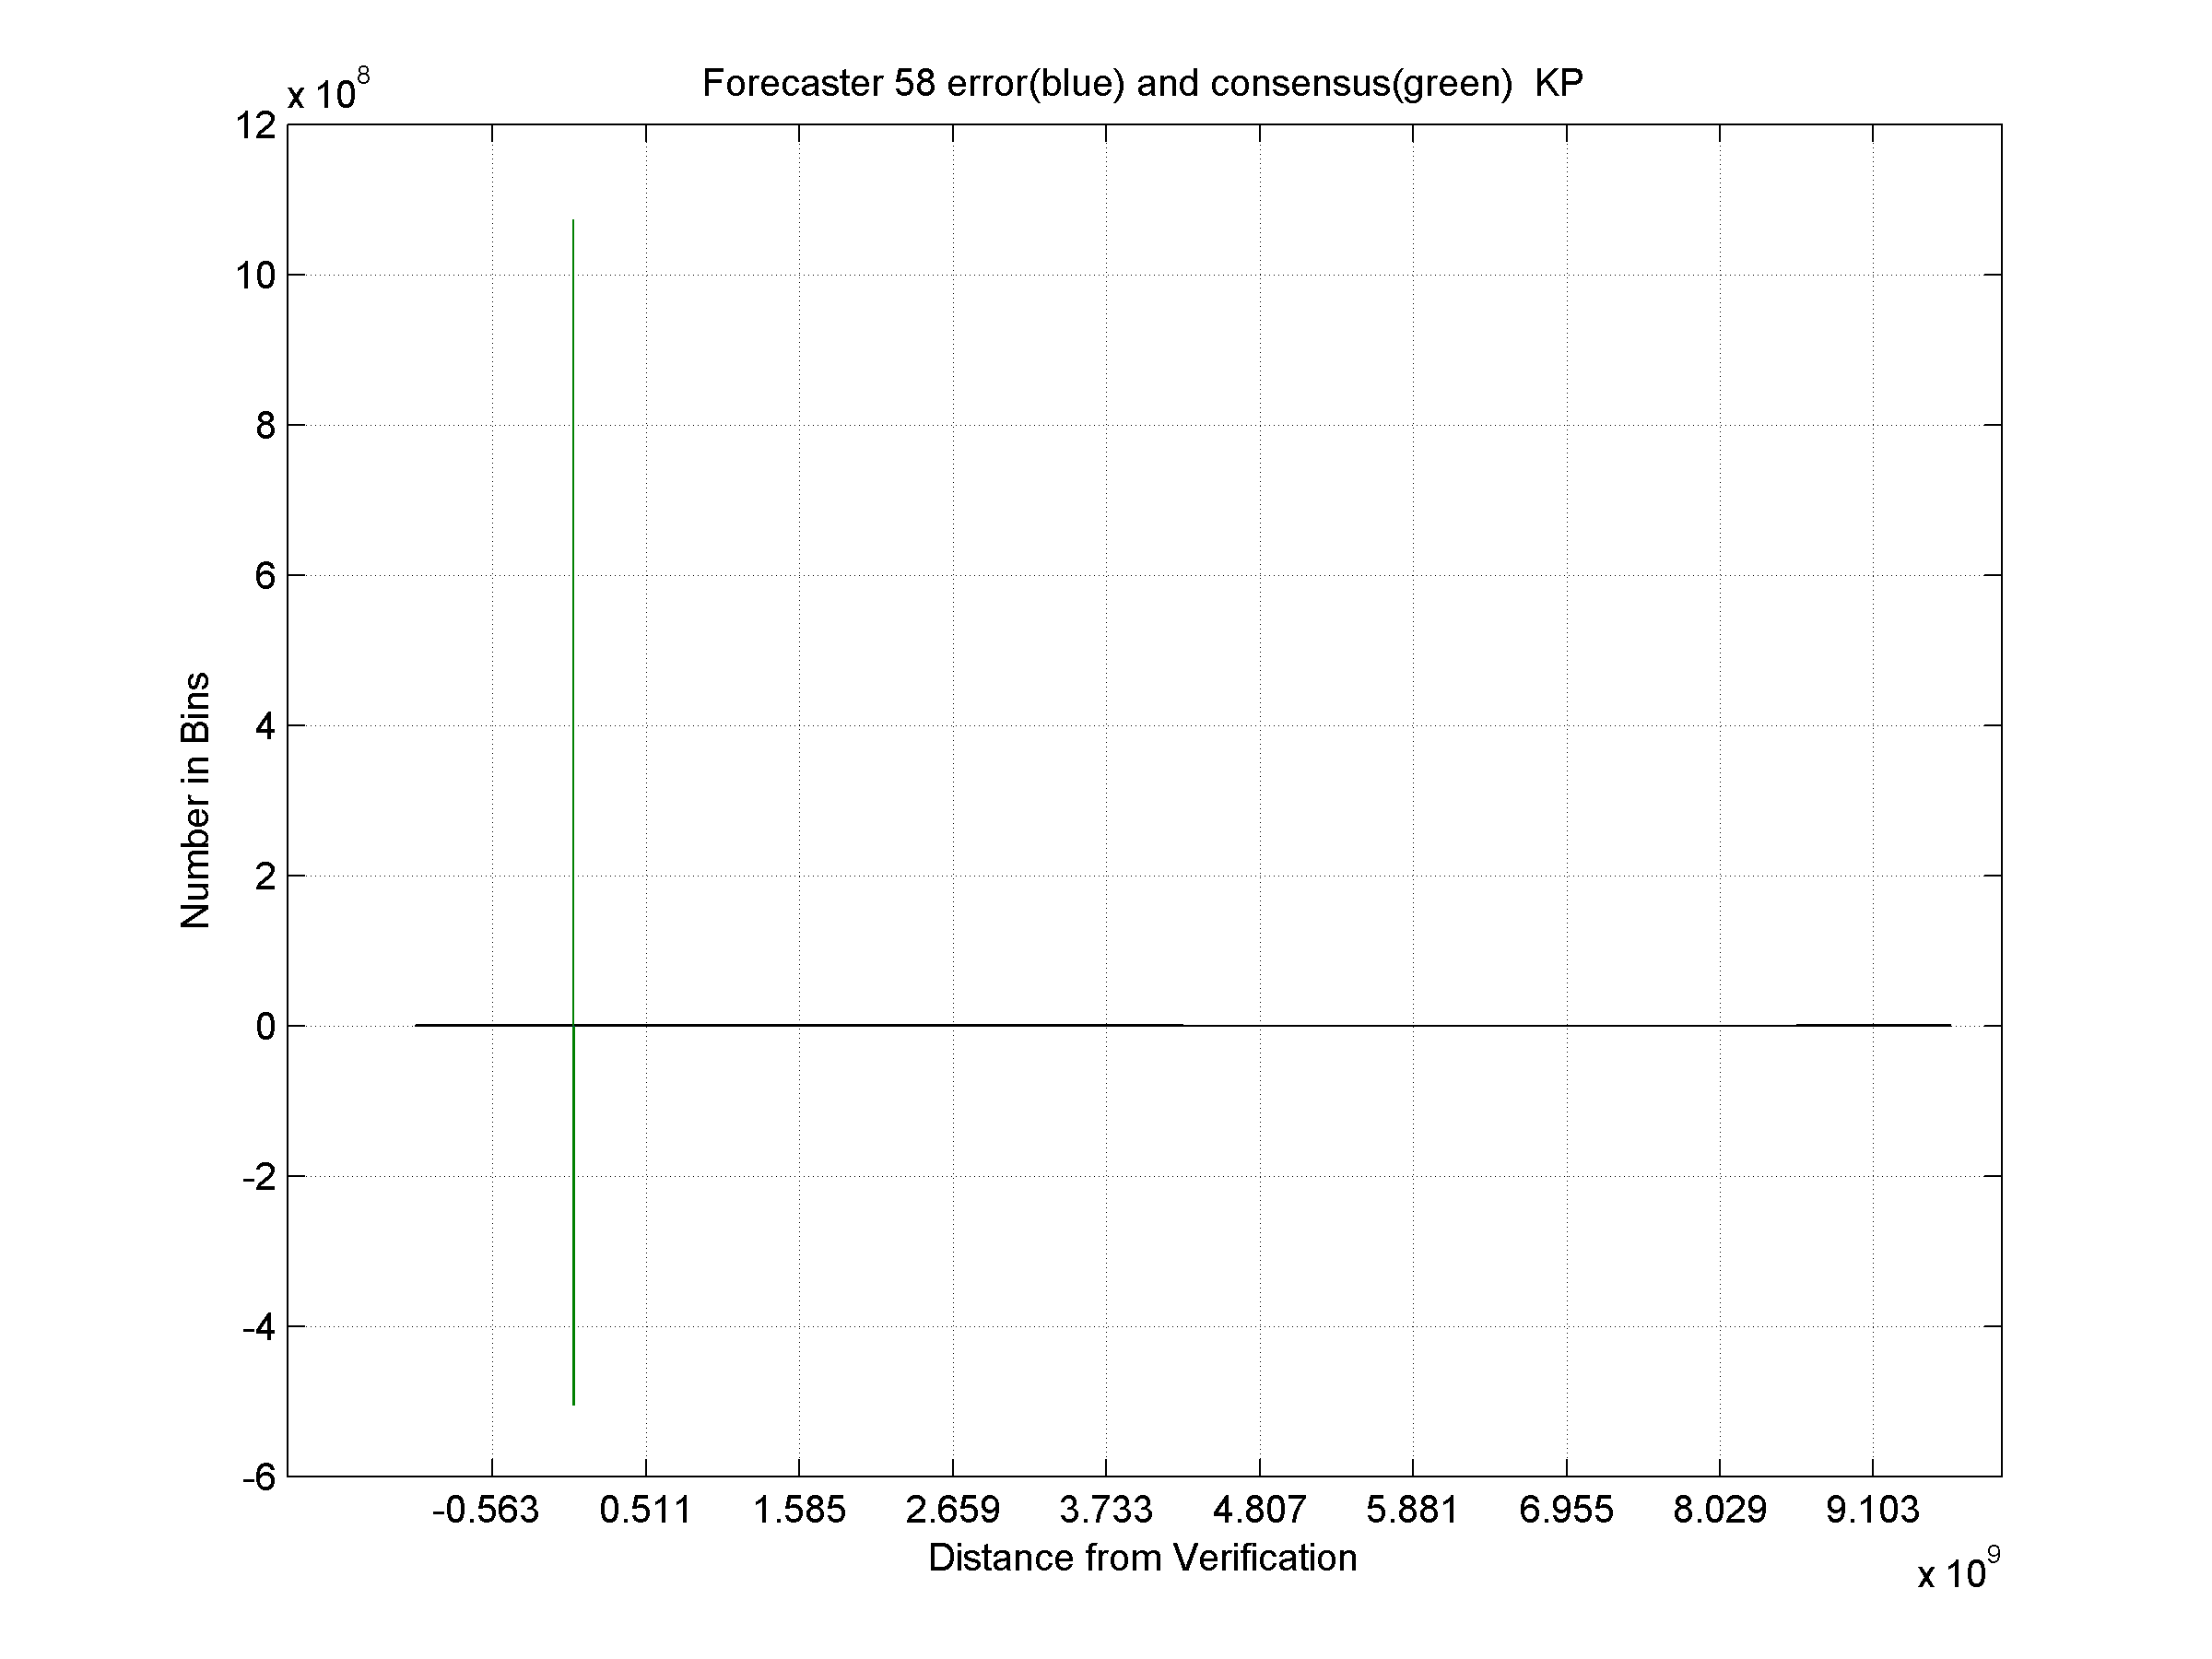 Forecaster 58 error(blue) and consensus(green)  KP
x 10^8
12
10
8
6
4
2
0
-2
-4
-6
Number in Bins
-0.563 0.511 1.585 2.659 3.733 4.807 5.881 6.955 8.029 9.103
Distance from Verification
x 10^9